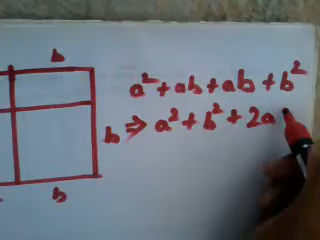 b
a² + ab + ab + b²
b ⇒ a² + b² + 2a
b